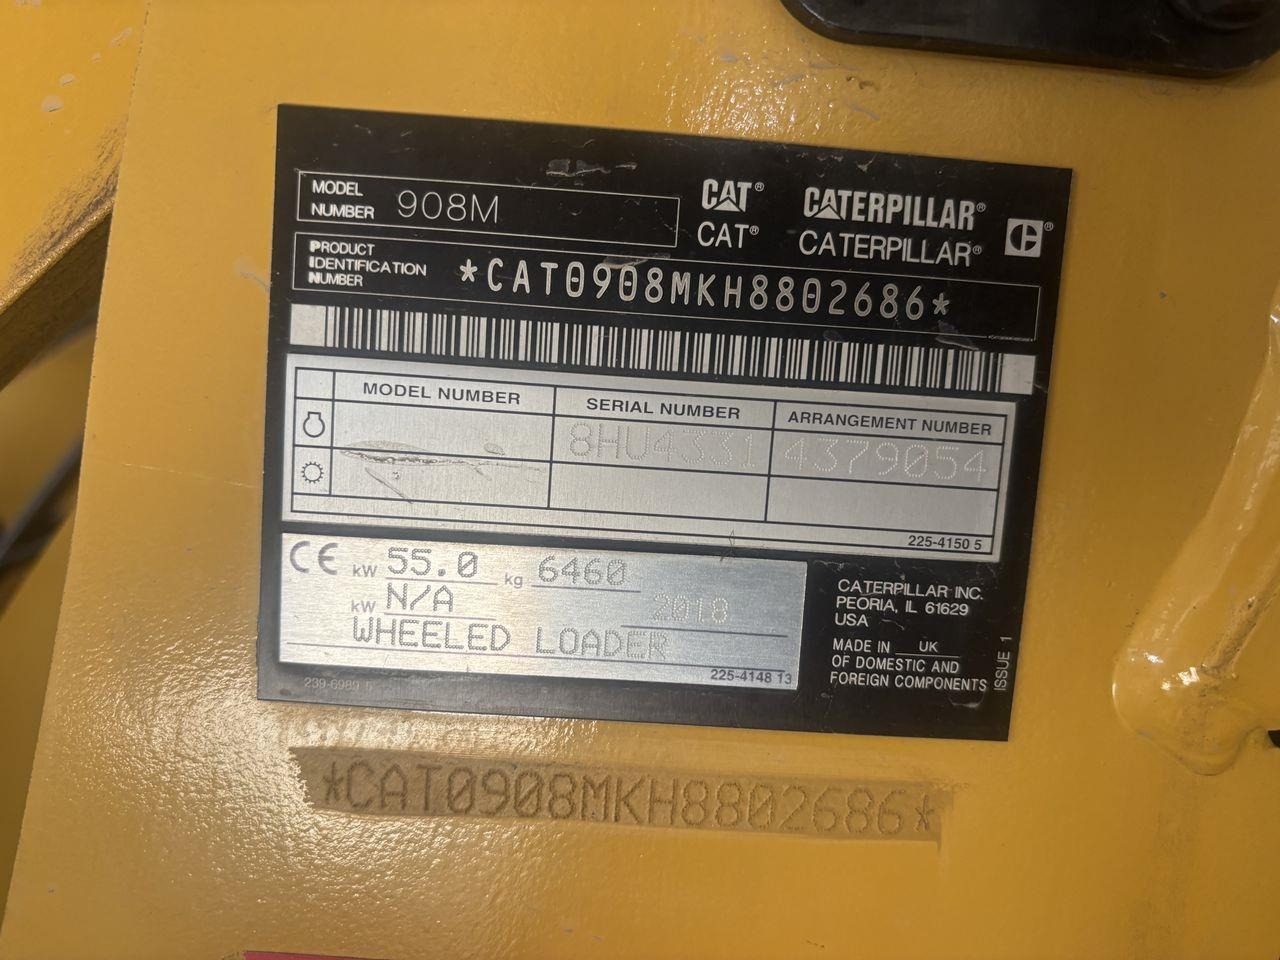 MODEL NUMBER 908M
CAT® CATERPILLAR®
CAT® CATERPILLAR®
PRODUCT IDENTIFICATION NUMBER *CAT0908MKH8802686*
MODEL NUMBER SERIAL NUMBER ARRANGEMENT NUMBER
8HU4331 4379054
225-4150 5
CE kW 55.0 kg 6460
kW N/A 2018
WHEELED LOADER
225-4148 13
239-6989 5
CATERPILLAR INC.
PEORIA, IL 61629
USA
MADE IN UK
OF DOMESTIC AND
FOREIGN COMPONENTS
ISSUE 1
*CAT0908MKH8802686*